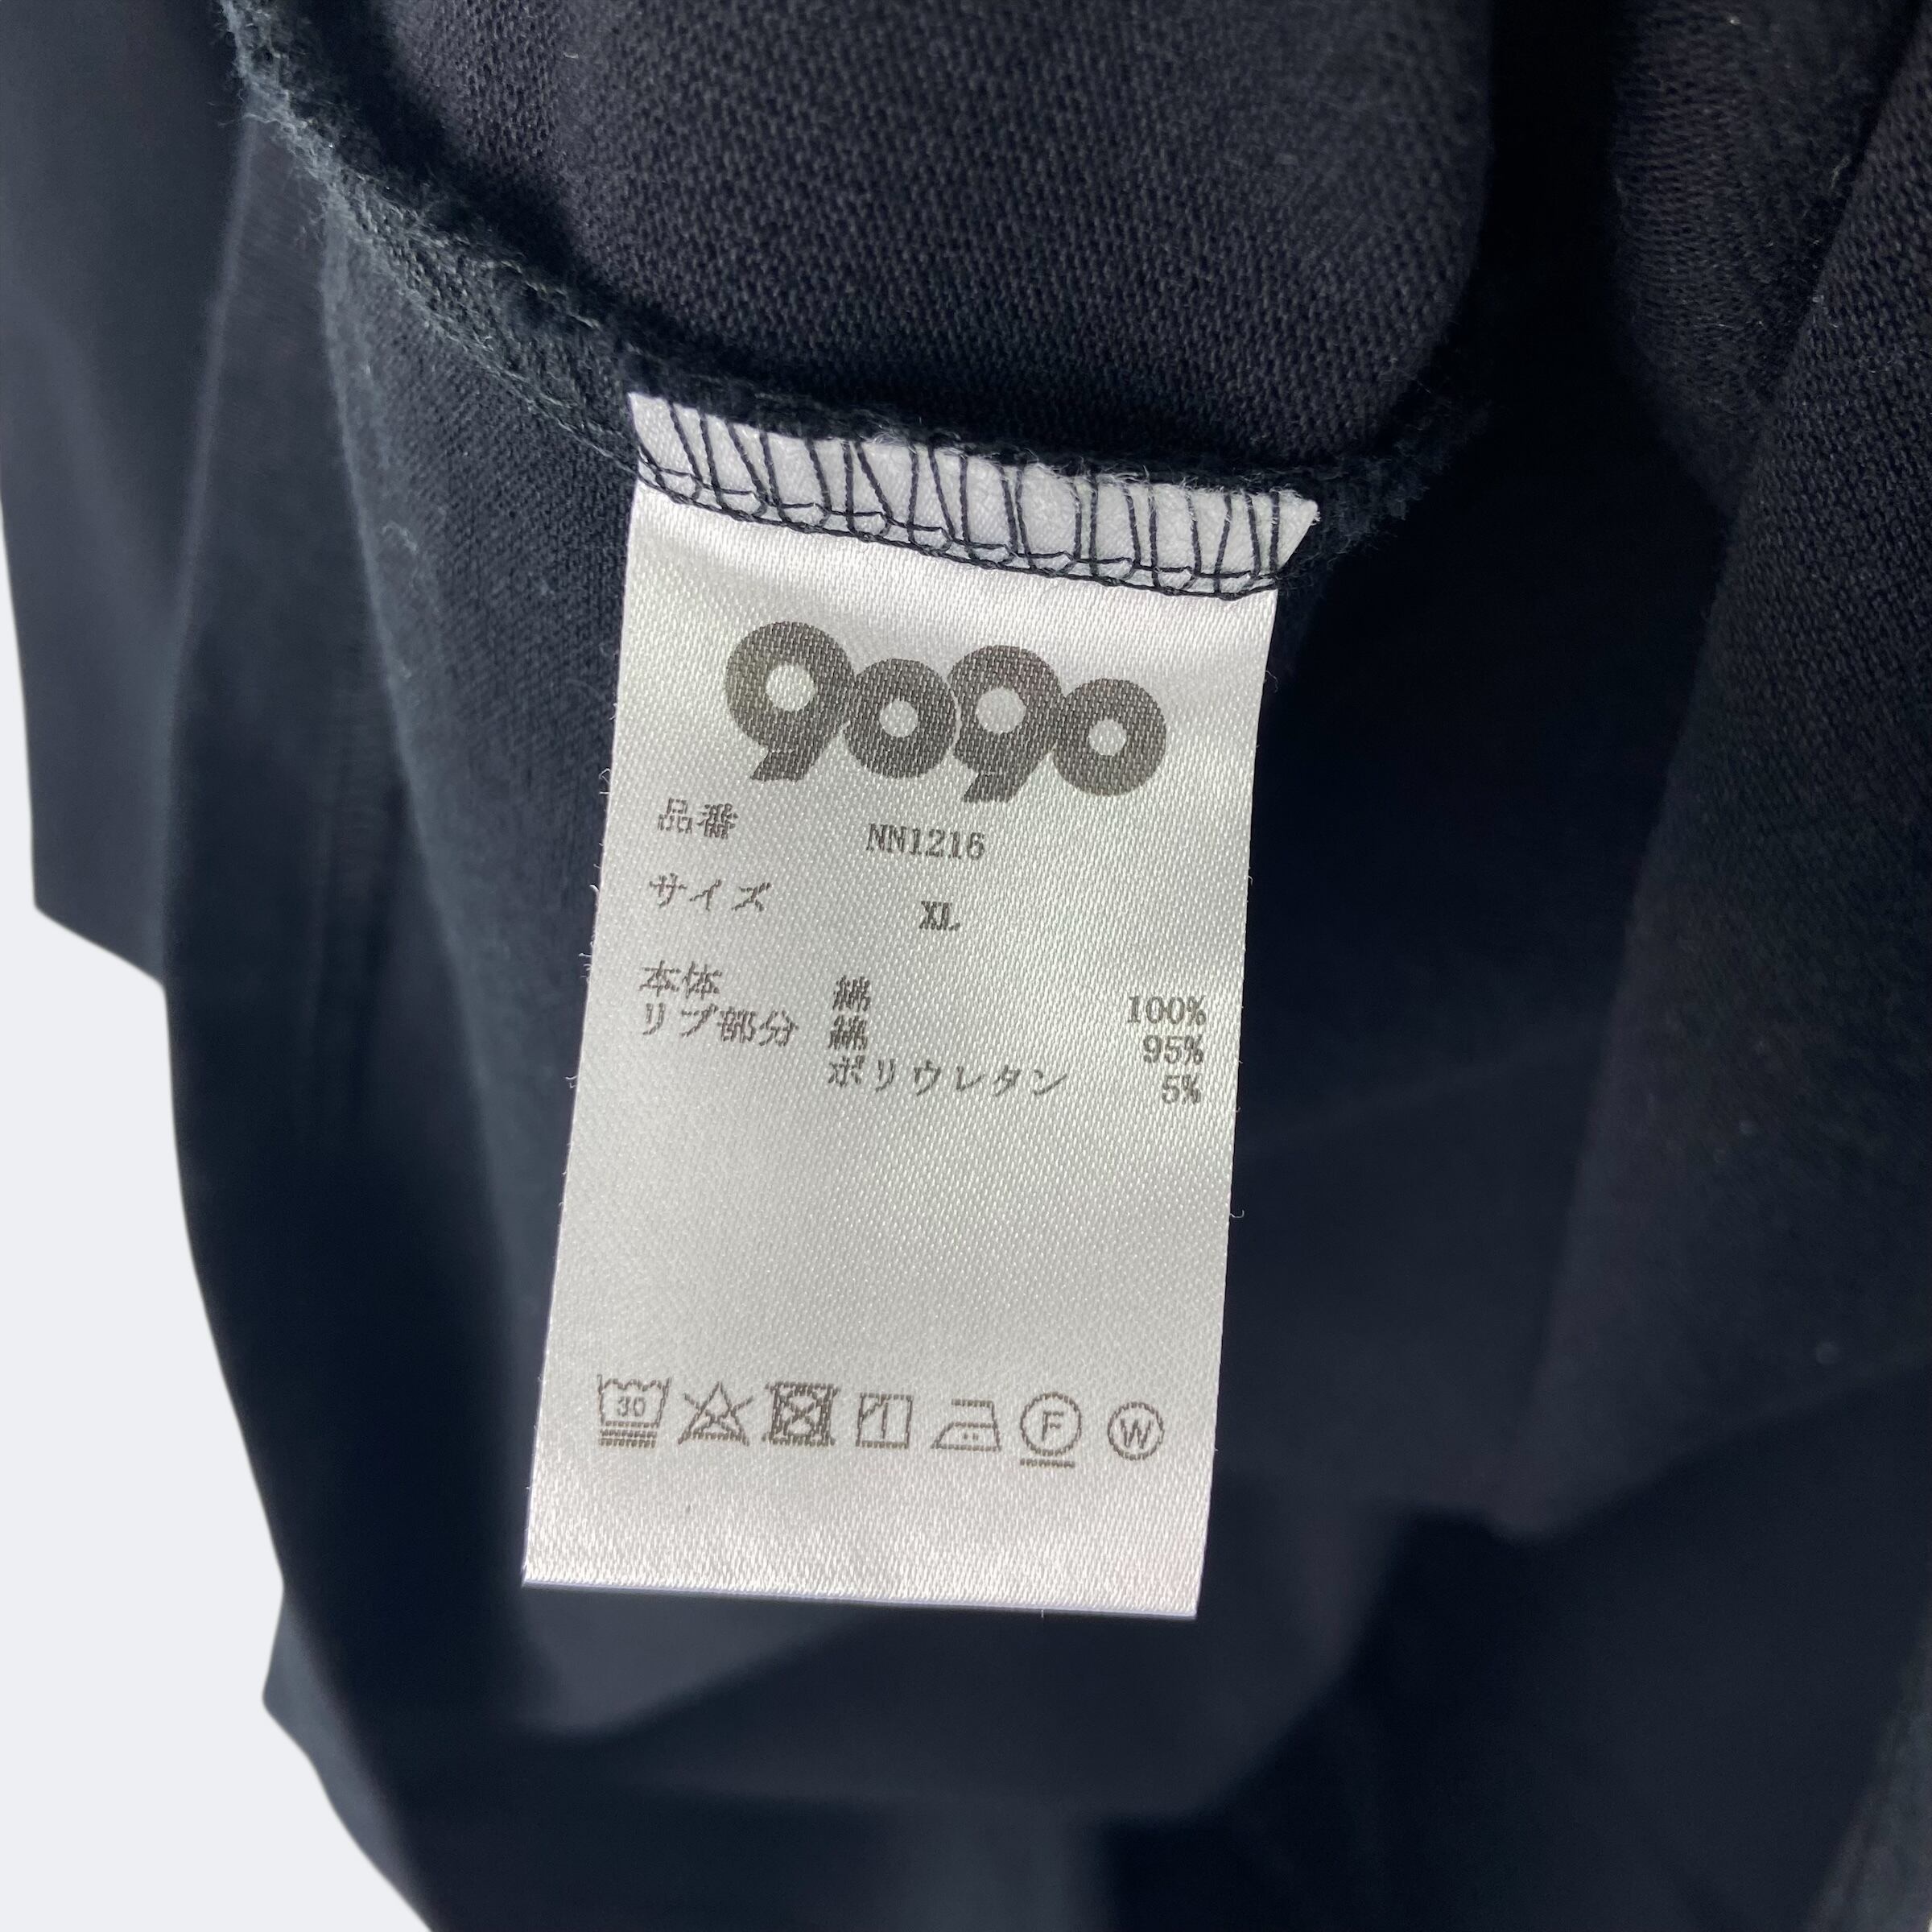 9090
品番 NN1216
サイズ XL
本体 綿 100%
リブ部分 綿 95%
ポリウレタン 5%
30 F W